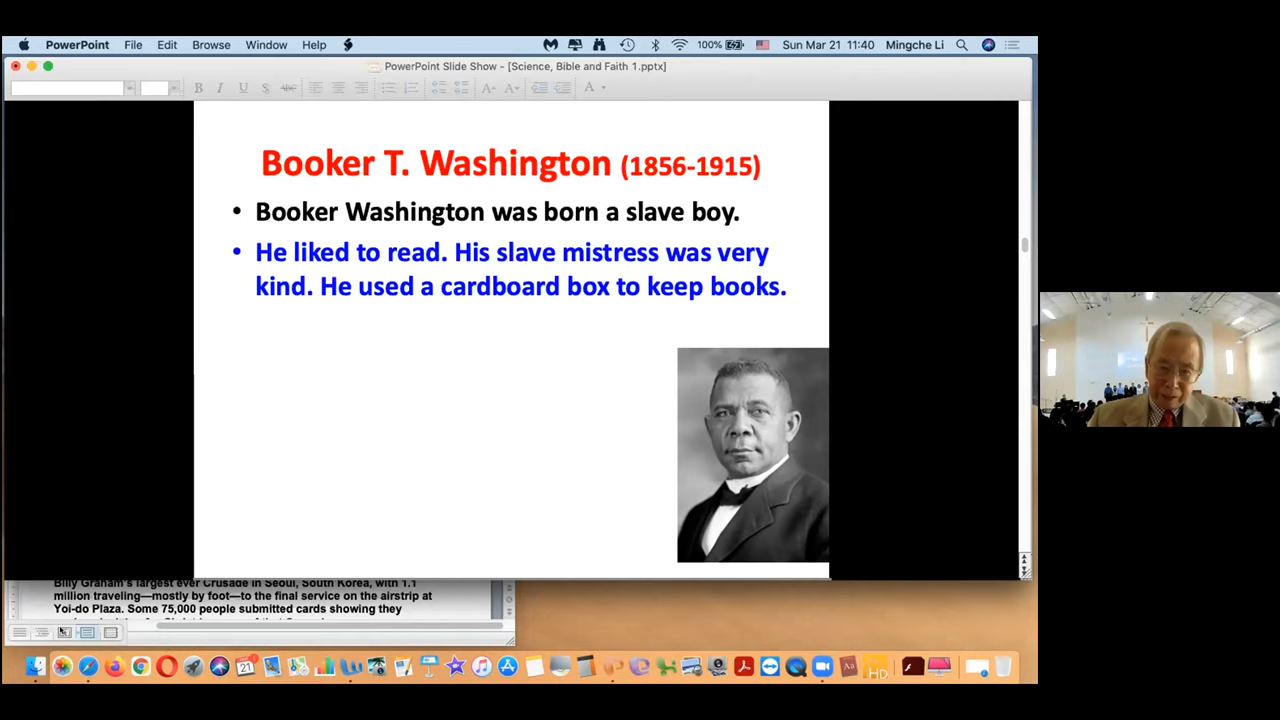 PowerPoint File Edit Browse Window Help 100% Sun Mar 21 11:40 Mingche Li
PowerPoint Slide Show - [Science, Bible and Faith 1.pptx]
B I U S ABC A A A
Booker T. Washington (1856-1915)
• Booker Washington was born a slave boy.
• He liked to read. His slave mistress was very
kind. He used a cardboard box to keep books.
Billy Graham's largest ever Crusade in Seoul, South Korea, with 1.1
million traveling—mostly by foot—to the final service on the airstrip at
Yoi-do Plaza. Some 75,000 people submitted cards showing they
21
Aa
HD